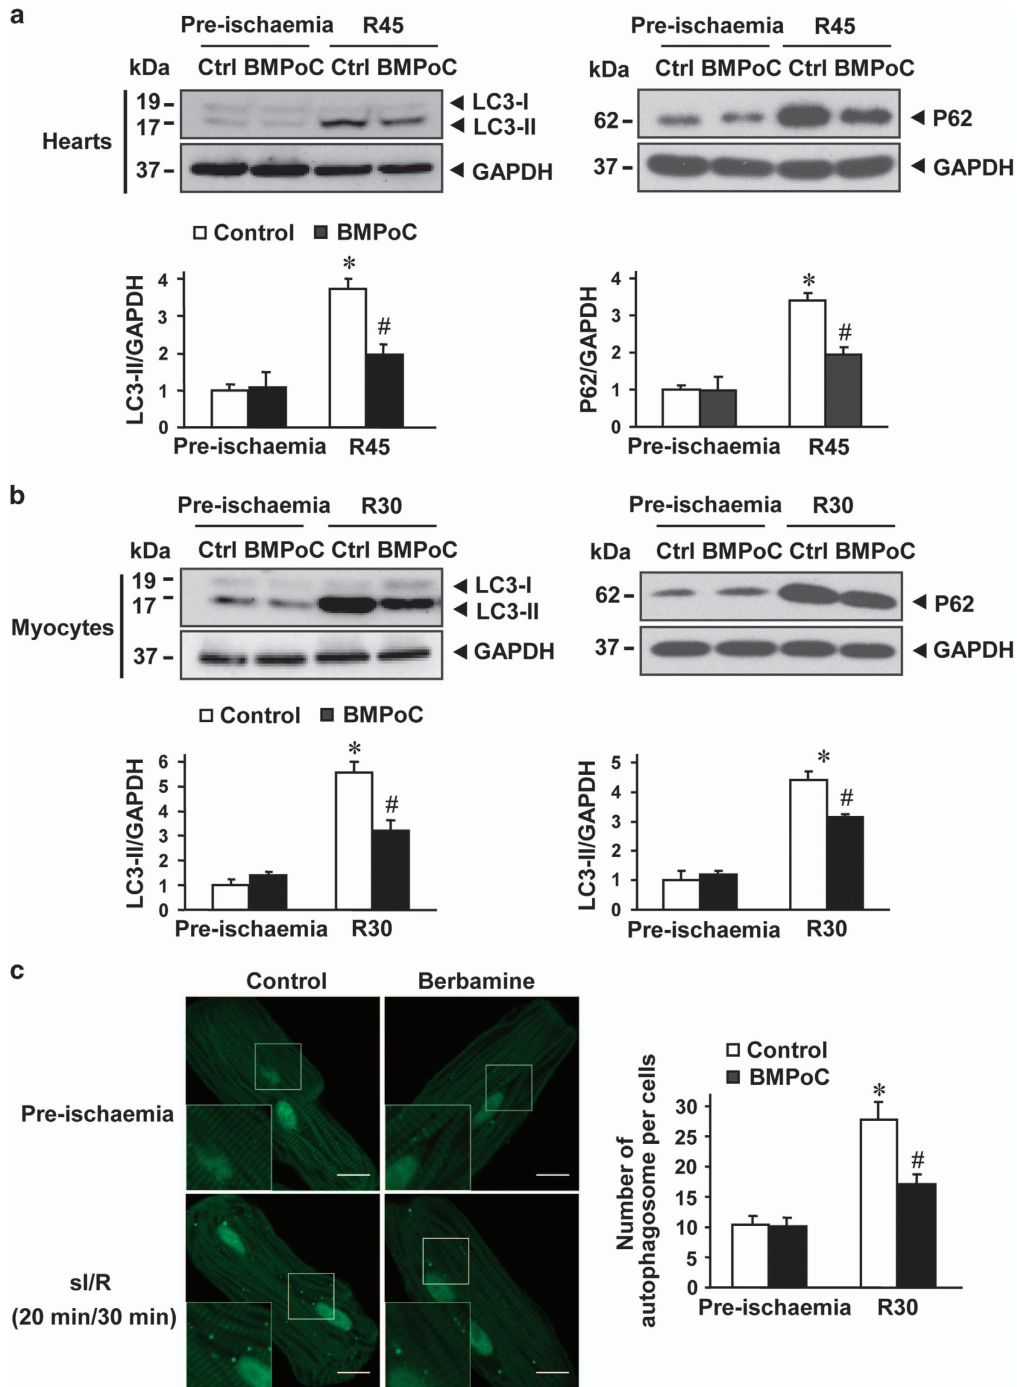 a
Pre-ischaemia R45
kDa Ctrl BMPoC Ctrl BMPoC
Hearts
19
17
LC3-I
LC3-II
37
GAPDH
Pre-ischaemia R45
kDa Ctrl BMPoC Ctrl BMPoC
62
P62
37
GAPDH
Control BMPoC
LC3-II/GAPDH
4
3
2
1
0
*
#
Pre-ischaemia R45
P62/GAPDH
4
3
2
1
0
*
#
Pre-ischaemia R45
b
Pre-ischaemia R30
kDa Ctrl BMPoC Ctrl BMPoC
Myocytes
19
17
LC3-I
LC3-II
37
GAPDH
Pre-ischaemia R30
kDa Ctrl BMPoC Ctrl BMPoC
62
P62
37
GAPDH
Control BMPoC
LC3-II/GAPDH
6
5
4
3
2
1
0
*
#
Pre-ischaemia R30
LC3-II/GAPDH
5
4
3
2
1
0
*
#
Pre-ischaemia R30
c
Control Berbamine
Pre-ischaemia
sI/R
(20 min/30 min)
Control
BMPoC
Number of
autophagosome per cells
30
25
20
15
10
5
0
*
#
Pre-ischaemia R30